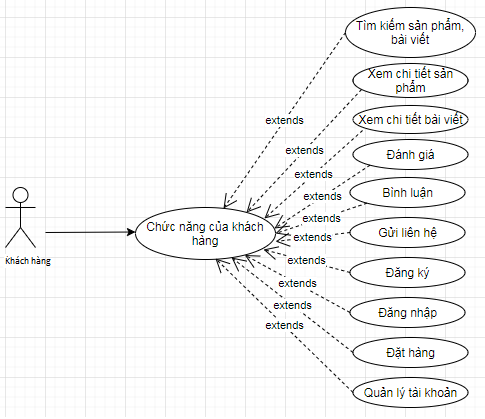 Tìm kiếm sản phẩm,
bài viết
Xem chi tiết sản
phẩm
extends
Xem chi tiết bài viết
extends
Đánh giá
extends
Bình luận
extends
Khách hàng
Chức năng của khách
hàng
extends
Gửi liên hệ
extends
extends
Đăng ký
extends
Đăng nhập
extends
Đặt hàng
extends
Quản lý tài khoản